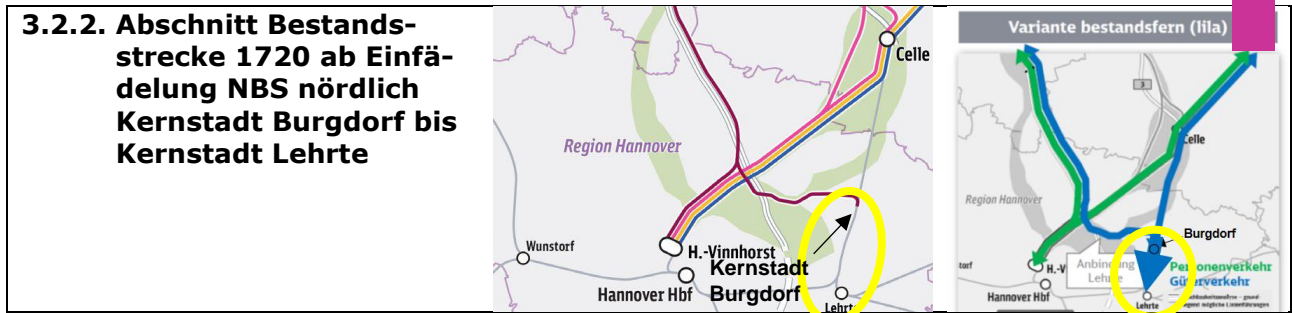 3.2.2. Abschnitt Bestands-
strecke 1720 ab Einfä-
delung NBS nördlich
Kernstadt Burgdorf bis
Kernstadt Lehrte
Celle
Region Hannover
Wunstorf
H.-Vinnhorst
Kernstadt
Hannover Hbf Burgdorf
Lehrte
Variante bestandsfern (lila)
3
Celle
Region Hannover
Burgdorf
torf
H.-V
Anbindung
Lehrte
Personenverkehr
Güterverkehr
Hannover Hbf
Lehrte